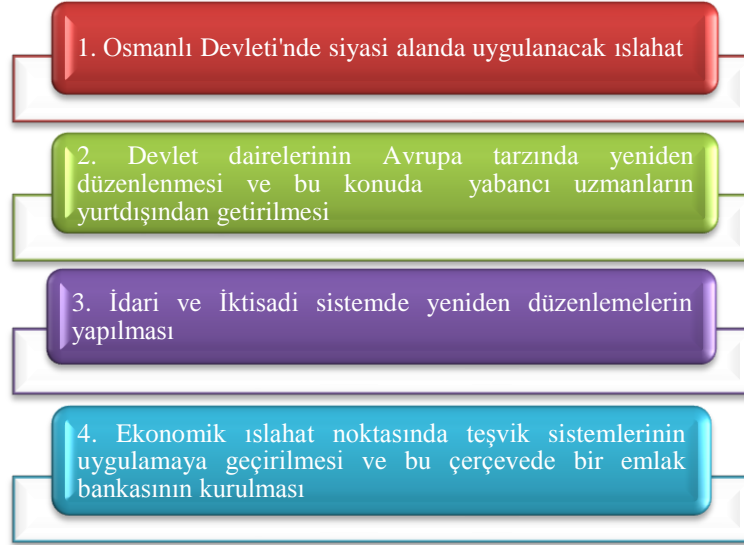 1. Osmanlı Devleti'nde siyasi alanda uygulanacak ıslahat
2. Devlet dairelerinin Avrupa tarzında yeniden
düzenlenmesi ve bu konuda yabancı uzmanların
yurtdışından getirilmesi
3. İdari ve İktisadi sistemde yeniden düzenlemelerin
yapılması
4. Ekonomik ıslahat noktasında teşvik sistemlerinin
uygulamaya geçirilmesi ve bu çerçevede bir emlak
bankasının kurulması